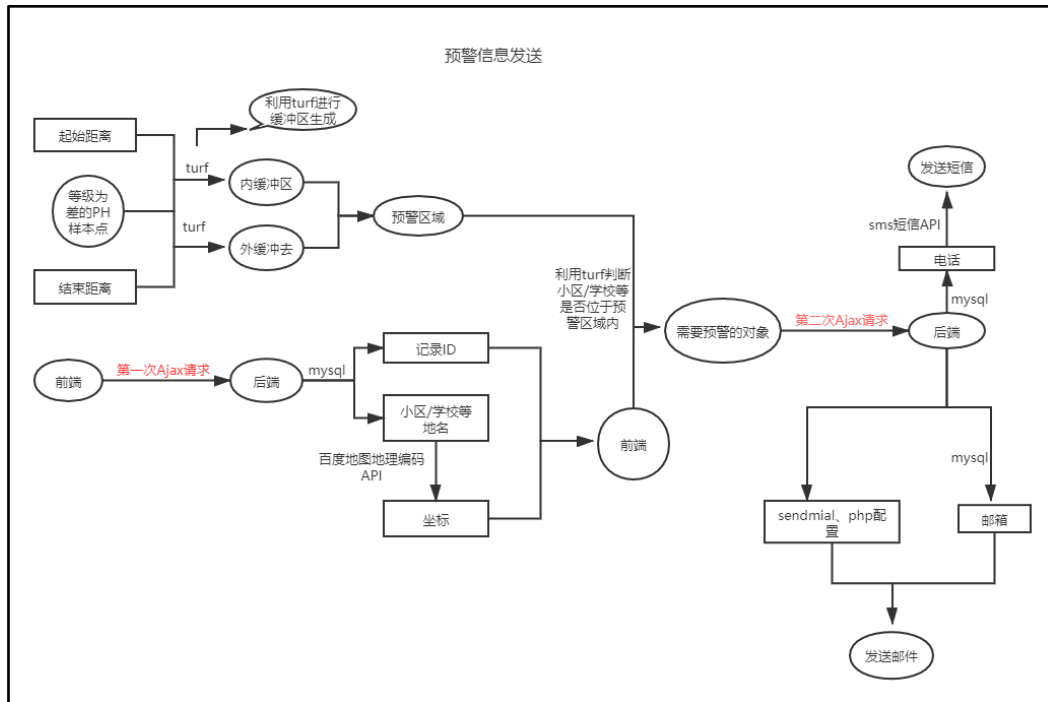 预警信息发送
利用turf进行
缓冲区生成
起始距离
turf
内缓冲区
等级为
差的PH
样本点
预警区域
turf
外缓冲去
结束距离
利用turf判断
小区/学校等
是否位于预
警区域内
发送短信
sms短信API
电话
mysql
需要预警的对象
第二次Ajax请求
后端
前端
第一次Ajax请求
后端
mysql
记录ID
小区/学校等
地名
百度地图地理编码
API
坐标
前端
mysql
sendmial、php配
置
邮箱
发送邮件